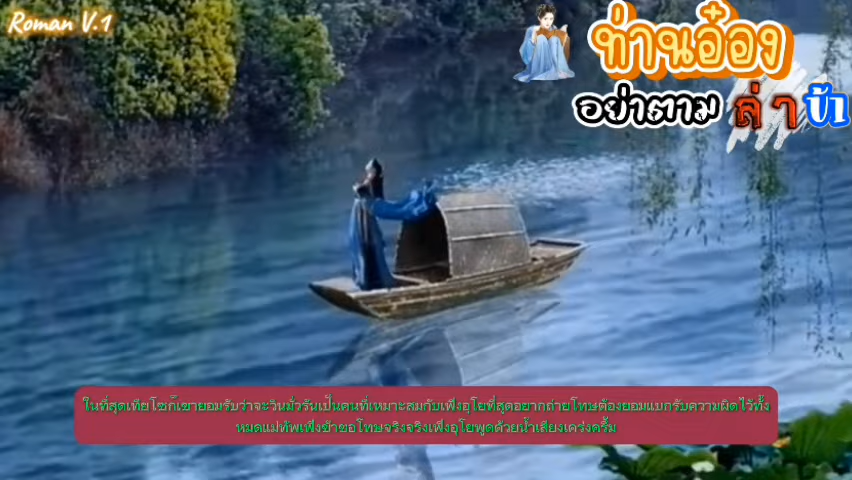 Roman V.1
ท่านอ๋อง
อย่าตาม ล่า ข้า
ในที่สุดเทียโชก๊เขายอมรับว่าจะวินมั่วรันเป็นคนที่เหมาะสมกับเฟิ่งอุโยที่สุดอยากถ่ายโทษต้องยอมแบกรับความผิดไว้ทั้ง
หมดแม่ทัพเฟิ่งข้าขอโทษจริงจริงเฟิ่งอุโยพูดด้วยน้ำเสียงเคร่งครึ้ม